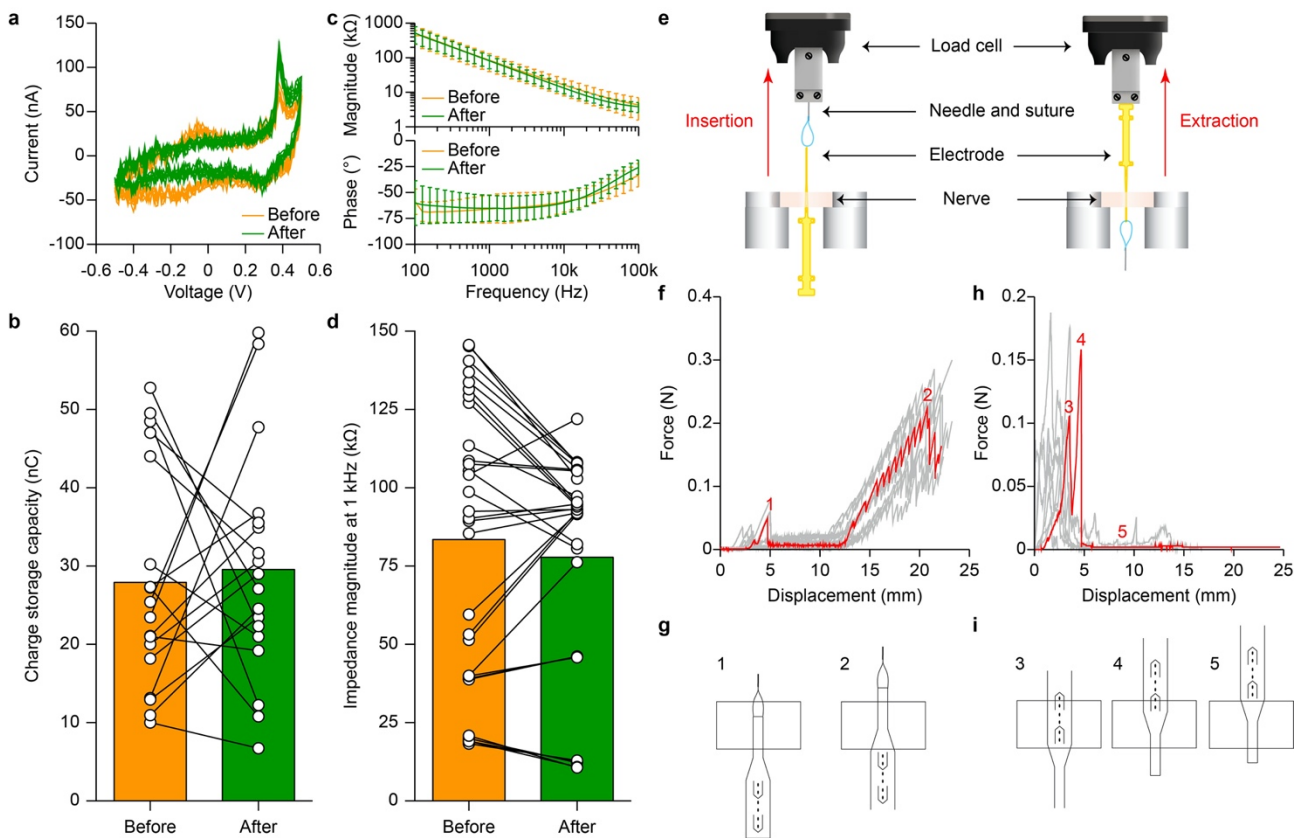 a
Current (nA)
150
100
50
0
-50
-100
-0.6
-0.4
-0.2
0
0.2
0.4
0.6
Voltage (V)
Before
After
b
Charge storage capacity (nC)
60
50
40
30
20
10
0
Before
After
c
Magnitude (kΩ)
1000
100
10
1
Before
After
Phase (°)
0
-25
-50
-75
-100
Before
After
100
1000
10k
100k
Frequency (Hz)
d
Impedance magnitude at 1 kHz (kΩ)
150
125
100
75
50
25
0
Before
After
e
Load cell
Needle and suture
Insertion
Extraction
Electrode
Nerve
f
Force (N)
0.4
0.3
0.2
0.1
0
1
2
0
5
10
15
20
25
Displacement (mm)
g
1
2
h
Force (N)
0.2
0.15
0.1
0.05
0
3
4
5
0
5
10
15
20
25
Displacement (mm)
i
3
4
5